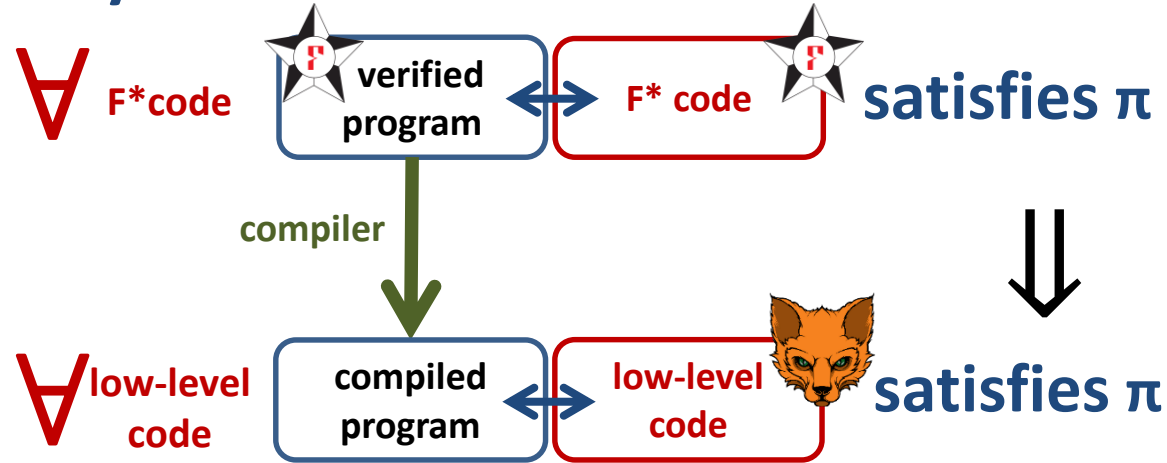 ∀ F*code
F
verified
program
F* code
F
satisfies π
compiler
⇓
∀ low-level
code
compiled
program
low-level
code
satisfies π